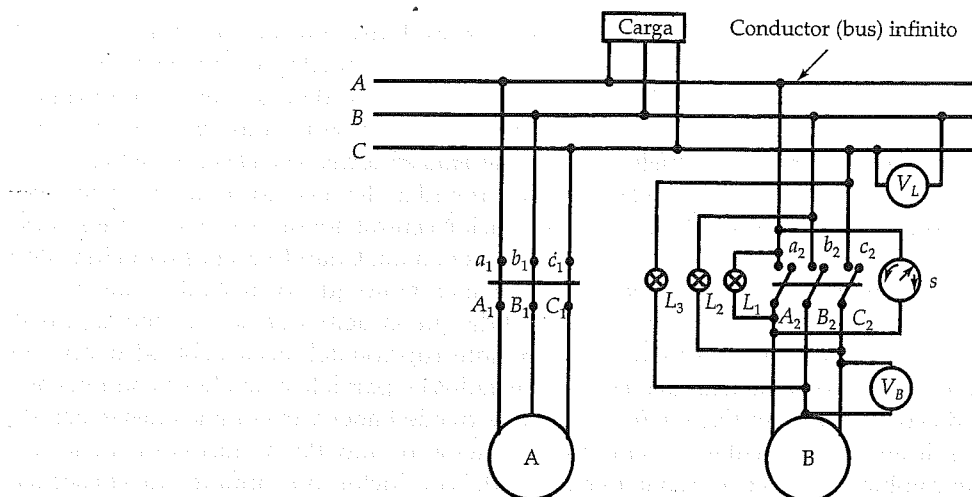 Carga
Conductor (bus) infinito
A
B
C
V_L
a_1 b_1 c_1
a_2 b_2 c_2
L_3 L_2 L_1
s
A_1 B_1 C_1
A_2 B_2 C_2
V_B
A
B